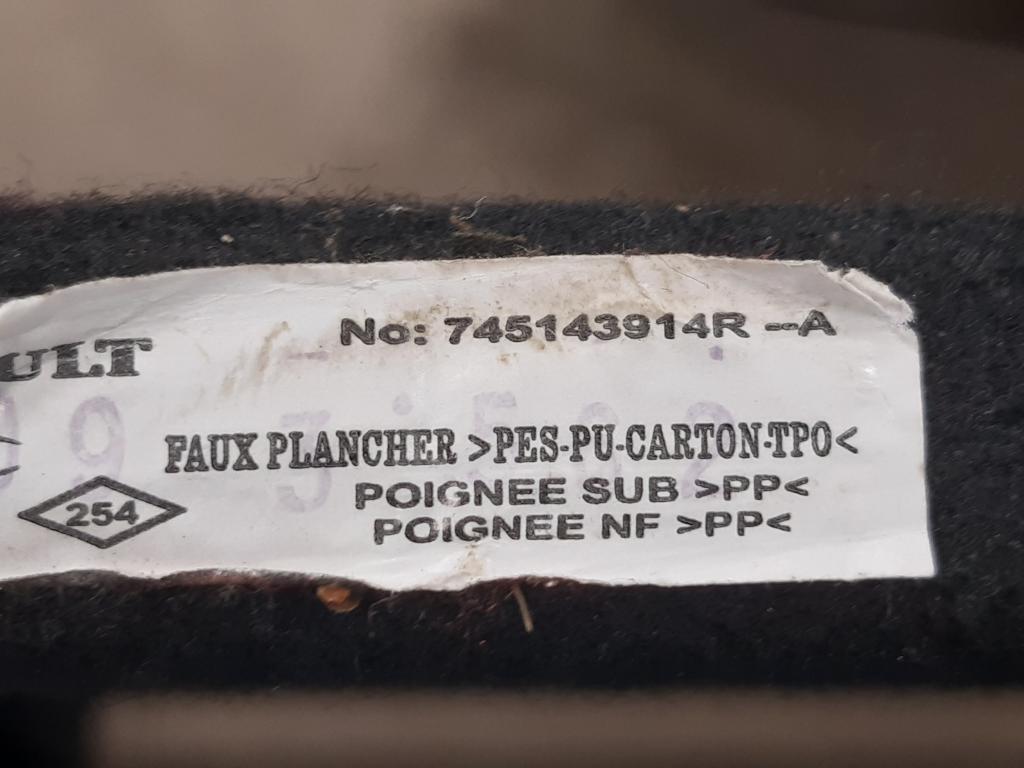 No: 745143914R --A
ULT
FAUX PLANCHER >PES-PU-CARTON-TPO<
254
POIGNEE SUB >PP<
POIGNEE NF >PP<